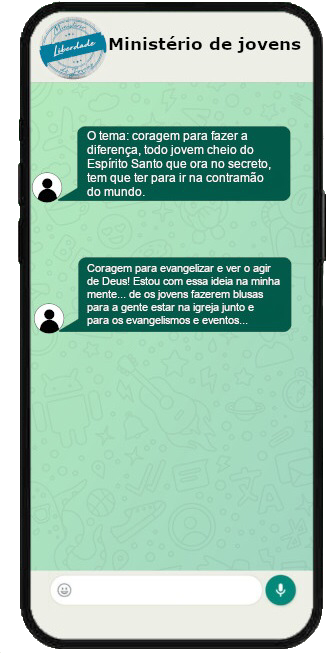 Ministério
Liberdade
de Jovens
Ministério de jovens
O tema: coragem para fazer a
diferença, todo jovem cheio do
Espírito Santo que ora no secreto,
tem que ter para ir na contramão
do mundo.
Coragem para evangelizar e ver o agir
de Deus! Estou com essa ideia na minha
mente... de os jovens fazerem blusas
para a gente estar na igreja junto e
para os evangelismos e eventos...